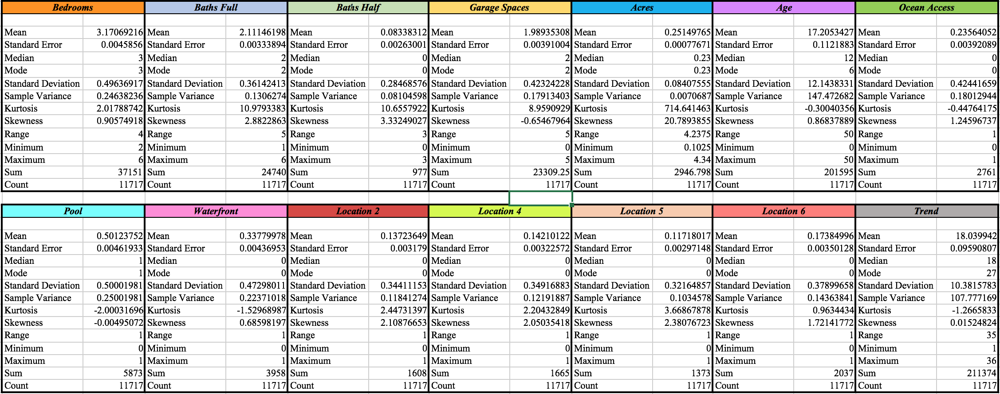 Bedrooms Baths Full Baths Half Garage Spaces Acres Age Ocean Access
Mean 3.17069216 Mean 2.11146198 Mean 0.08338312 Mean 1.98935308 Mean 0.25149765 Mean 17.2053427 Mean 0.23564052
Standard Error 0.0045856 Standard Error 0.00333894 Standard Error 0.00263001 Standard Error 0.00391004 Standard Error 0.00077671 Standard Error 0.1121883 Standard Error 0.00392089
Median 3 Median 2 Median 0 Median 2 Median 0.23 Median 12 Median 0
Mode 3 Mode 2 Mode 0 Mode 2 Mode 0.23 Mode 6 Mode 0
Standard Deviation 0.49636917 Standard Deviation 0.36142413 Standard Deviation 0.28468576 Standard Deviation 0.42324228 Standard Deviation 0.08407555 Standard Deviation 12.1438331 Standard Deviation 0.42441659
Sample Variance 0.24638236 Sample Variance 0.1306274 Sample Variance 0.08104598 Sample Variance 0.17913403 Sample Variance 0.0070687 Sample Variance 147.472682 Sample Variance 0.18012944
Kurtosis 2.01788742 Kurtosis 10.9793383 Kurtosis 10.6557922 Kurtosis 8.9590929 Kurtosis 714.641463 Kurtosis -0.30040356 Kurtosis -0.44764175
Skewness 0.90574918 Skewness 2.8822863 Skewness 3.33249027 Skewness -0.65467964 Skewness 20.7893855 Skewness 0.86837889 Skewness 1.24596737
Range 4 Range 5 Range 3 Range 5 Range 4.2375 Range 50 Range 1
Minimum 2 Minimum 1 Minimum 0 Minimum 0 Minimum 0.1025 Minimum 0 Minimum 0
Maximum 6 Maximum 6 Maximum 3 Maximum 5 Maximum 4.34 Maximum 50 Maximum 1
Sum 37151 Sum 24740 Sum 977 Sum 23309.25 Sum 2946.798 Sum 201595 Sum 2761
Count 11717 Count 11717 Count 11717 Count 11717 Count 11717 Count 11717 Count 11717
Pool Waterfront Location 2 Location 4 Location 5 Location 6 Trend
Mean 0.50123752 Mean 0.33779978 Mean 0.13723649 Mean 0.14210122 Mean 0.11718017 Mean 0.17384996 Mean 18.039942
Standard Error 0.00461933 Standard Error 0.00436953 Standard Error 0.003179 Standard Error 0.00322572 Standard Error 0.00297148 Standard Error 0.00350128 Standard Error 0.09590807
Median 1 Median 0 Median 0 Median 0 Median 0 Median 0 Median 18
Mode 1 Mode 0 Mode 0 Mode 0 Mode 0 Mode 0 Mode 27
Standard Deviation 0.50001981 Standard Deviation 0.47298011 Standard Deviation 0.34411153 Standard Deviation 0.34916883 Standard Deviation 0.32164857 Standard Deviation 0.37899658 Standard Deviation 10.3815783
Sample Variance 0.25001981 Sample Variance 0.22371018 Sample Variance 0.11841274 Sample Variance 0.12191887 Sample Variance 0.1034578 Sample Variance 0.14363841 Sample Variance 107.777169
Kurtosis -2.00031696 Kurtosis -1.52968987 Kurtosis 2.44731397 Kurtosis 2.20432849 Kurtosis 3.66867878 Kurtosis 0.9634434 Kurtosis -1.2665833
Skewness -0.00495072 Skewness 0.68598197 Skewness 2.10876653 Skewness 2.05035418 Skewness 2.38076723 Skewness 1.72141772 Skewness 0.01524824
Range 1 Range 1 Range 1 Range 1 Range 1 Range 1 Range 35
Minimum 0 Minimum 0 Minimum 0 Minimum 0 Minimum 0 Minimum 0 Minimum 1
Maximum 1 Maximum 1 Maximum 1 Maximum 1 Maximum 1 Maximum 1 Maximum 36
Sum 5873 Sum 3958 Sum 1608 Sum 1665 Sum 1373 Sum 2037 Sum 211374
Count 11717 Count 11717 Count 11717 Count 11717 Count 11717 Count 11717 Count 11717